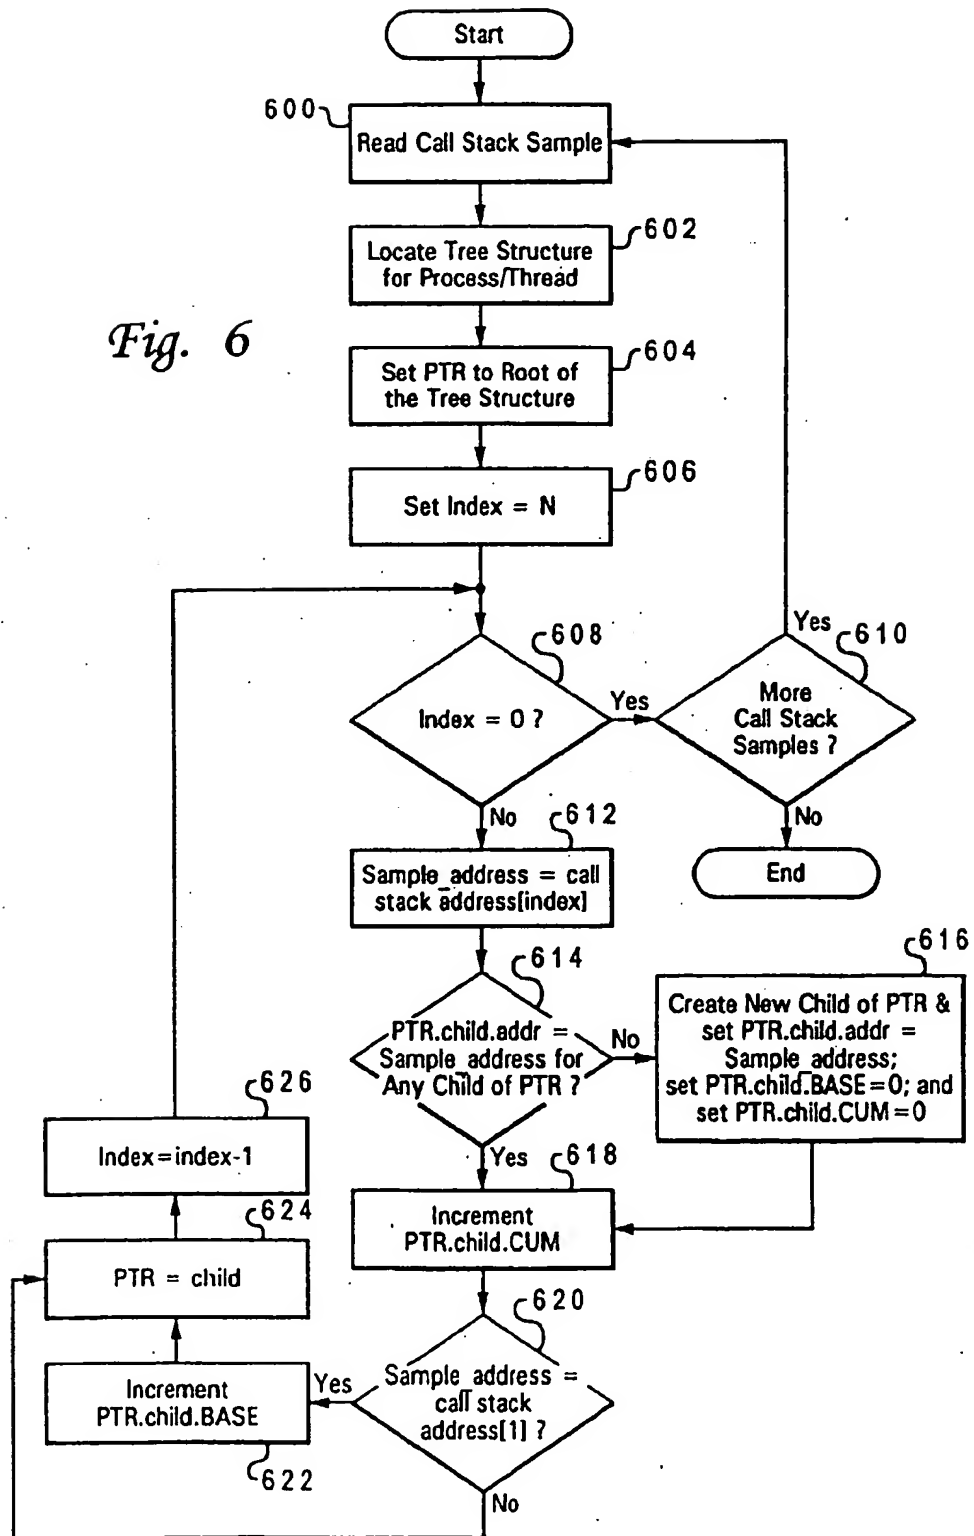 Start
600
Read Call Stack Sample
602
Locate Tree Structure
for Process/Thread
Fig. 6
604
Set PTR to Root of
the Tree Structure
606
Set Index = N
608
Index = 0 ?
Yes
Yes
610
More
Call Stack
Samples ?
No
No
End
612
Sample_address = call
stack address[index]
614
PTR.child.addr =
Sample_address for
Any Child of PTR ?
No
616
Create New Child of PTR &
set PTR.child.addr =
Sample_address;
set PTR.child.BASE=0; and
set PTR.child.CUM=0
Yes
618
Increment
PTR.child.CUM
620
Sample_address =
call stack
address[1] ?
Yes
No
622
Increment
PTR.child.BASE
624
PTR = child
626
Index=index-1